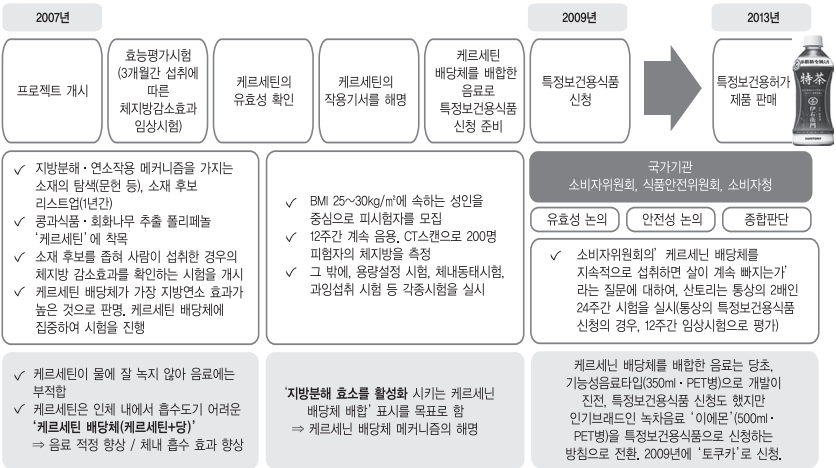 2007년
2009년
2013년
프로젝트 개시
효능평가시험
(3개월간 섭취에
따른
체지방감소효과
임상시험)
케르세틴의
유효성 확인
케르세틴의
작용기서를 해명
케르세틴
배당체를 배합한
음료로
특정보건용식품
신청 준비
특정보건용식품
신청
특정보건용허가
제품 판매
特茶
伊右衛門
SUNTORY
✓ 지방분해·연소작용 메커니즘을 가지는
소재의 탐색(문헌 등), 소재 후보
리스트업(1년간)
✓ 콩과식품·회화나무 추출 폴리페놀
‘케르세틴’에 착목
✓ 소재 후보를 좁혀 사람이 섭취한 경우의
체지방 감소효과를 확인하는 시험을 개시
✓ 케르세틴 배당체가 가장 지방연소 효과가
높은 것으로 판명. 케르세틴 배당체에
집중하여 시험을 진행
✓ BMI 25~30kg/㎡에 속하는 성인을
중심으로 피시험자를 모집
✓ 12주간 계속 음용. CT스캔으로 200명
피험자의 체지방을 측정
✓ 그 밖에, 용량설정 시험, 체내동태시험,
과잉섭취 시험 등 각종시험을 실시
국가기관
소비자위원회, 식품안전위원회, 소비자청
유효성 논의
안전성 논의
종합판단
✓ 소비자위원회의’ 케르세닌 배당체를
지속적으로 섭취하면 살이 계속 빠지는가’
라는 질문에 대하여, 산토리는 통상의 2배인
24주간 시험을 실시(통상의 특정보건용식품
신청의 경우, 12주간 임상시험으로 평가)
✓ 케르세틴이 물에 잘 녹지 않아 음료에는
부적합
✓ 케르세틴은 인체 내에서 흡수도기 어려운
‘케르세틴 배당체(케르세틴+당)’
⇒ 음료 적정 향상 / 체내 흡수 효과 향상
‘지방분해 효소를 활성화 시키는 케르세닌
배당체 배합’ 표시를 목표로 함
⇒ 케르세닌 배당체 메커니즘의 해명
케르세닌 배당체를 배합한 음료는 당초,
기능성음료타입(350ml·PET병)으로 개발이
진전, 특정보건용식품 신청도 했지만
인기브래드인 녹차음료 ‘이에몬’(500ml·
PET병)을 특정보건용식품으로 신청하는
방침으로 전환. 2009년에 ‘토쿠카’로 신청.